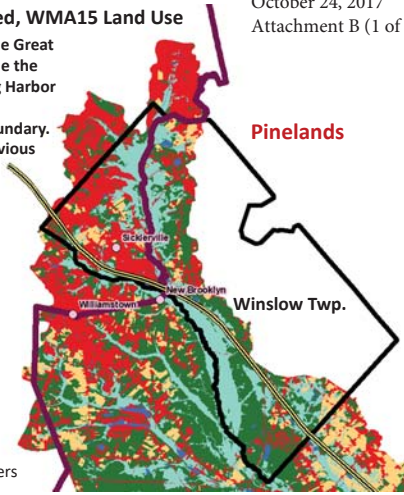 ed, WMA15 Land Use
October 24, 2017
Attachment B (1 of
e Great
e the
Harbor
undary.
vious
Pinelands
Sicklerville
New Brooklyn
Williamstown
Winslow Twp.
ers